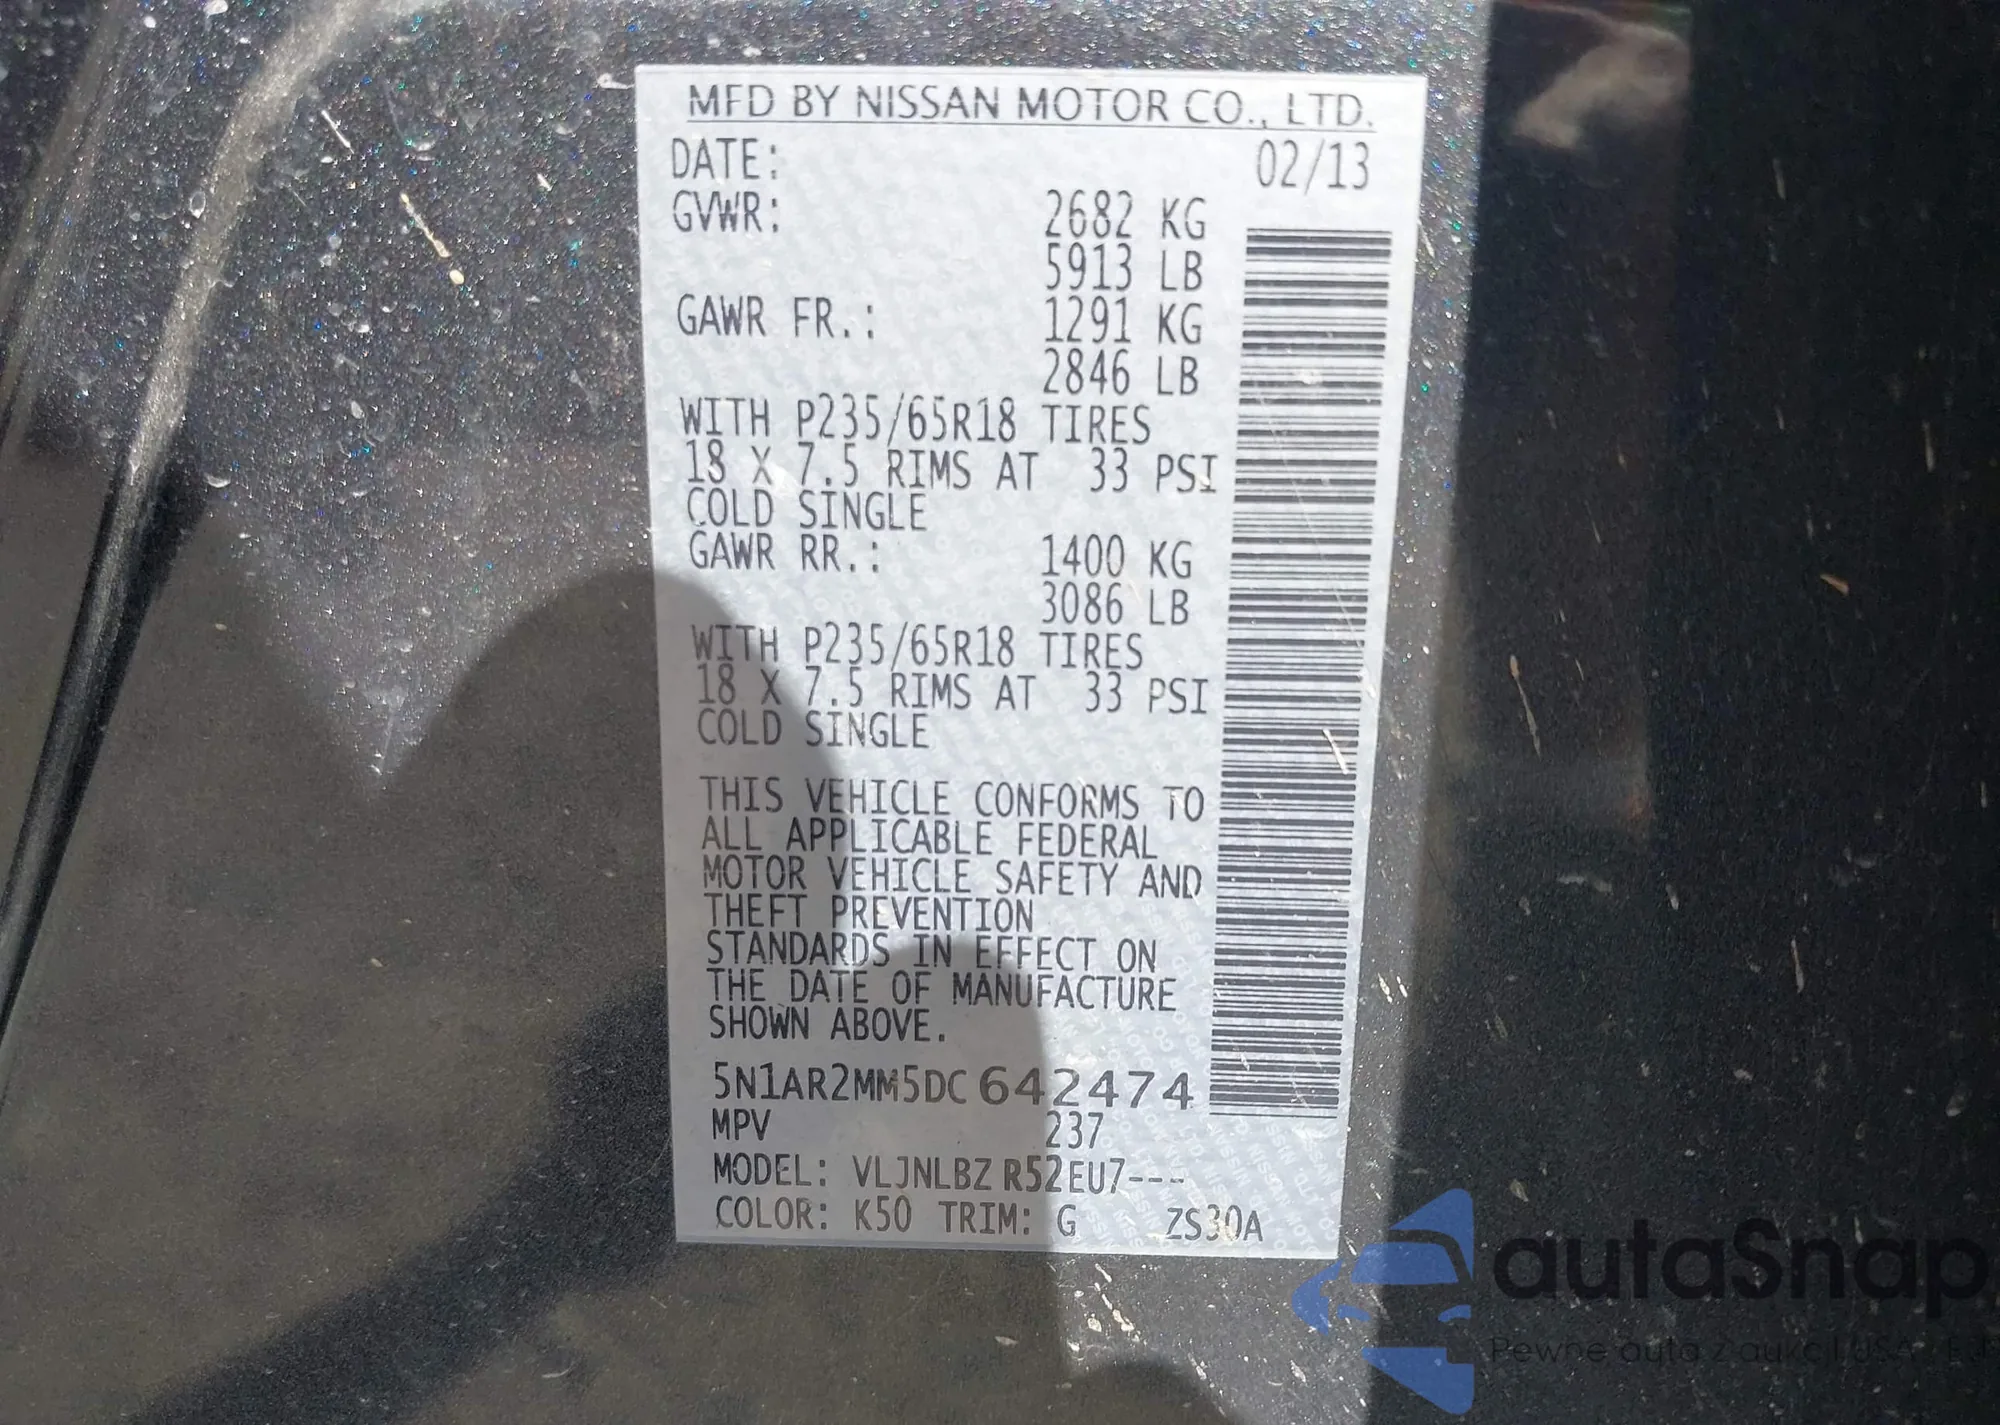 MFD BY NISSAN MOTOR CO., LTD.
DATE: 02/13
GVWR: 2682 KG
5913 LB
GAWR FR.: 1291 KG
2846 LB
WITH P235/65R18 TIRES
18 X 7.5 RIMS AT 33 PSI
COLD SINGLE
GAWR RR.: 1400 KG
3086 LB
WITH P235/65R18 TIRES
18 X 7.5 RIMS AT 33 PSI
COLD SINGLE
THIS VEHICLE CONFORMS TO
ALL APPLICABLE FEDERAL
MOTOR VEHICLE SAFETY AND
THEFT PREVENTION
STANDARDS IN EFFECT ON
THE DATE OF MANUFACTURE
SHOWN ABOVE.
5N1AR2MM5DC642474
MPV 237
MODEL: VLJNLBZ R52EU7---
COLOR: K50 TRIM: G ZS30A
autaSnap
Pewne auta z aukcji USA